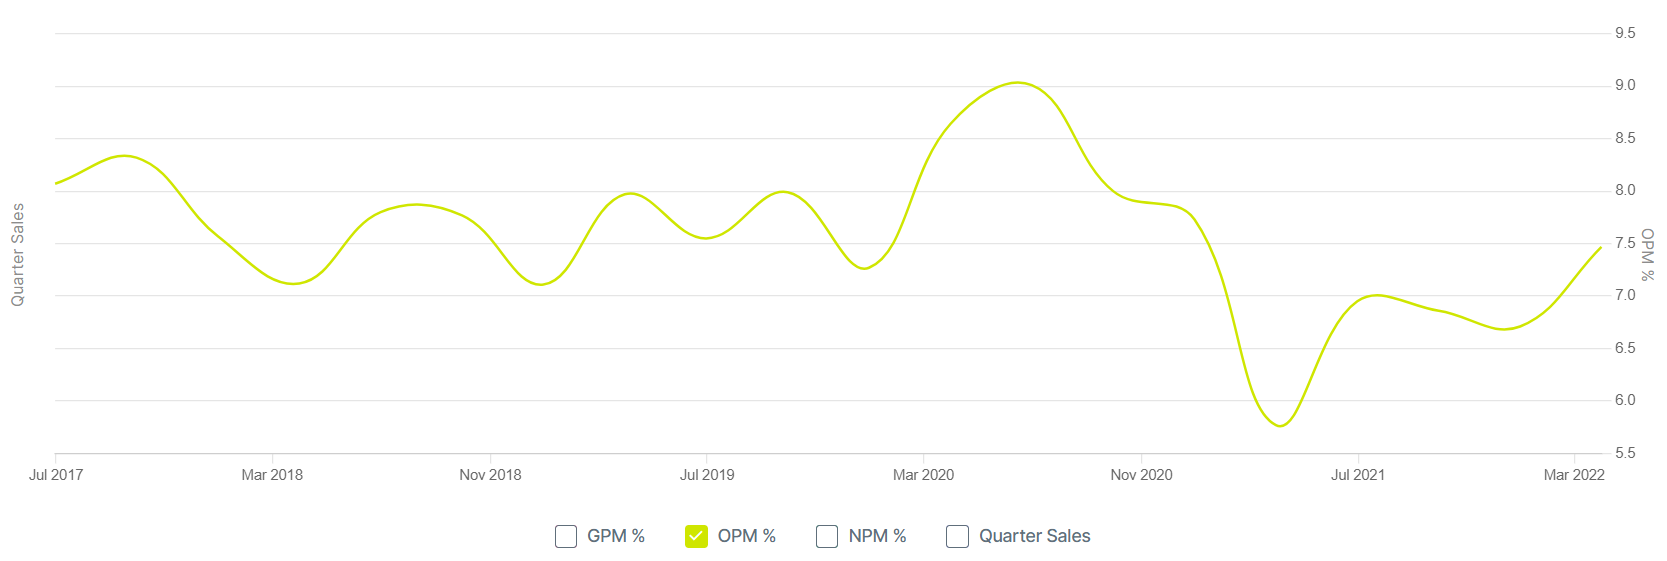 9.5
9.0
8.5
8.0
7.5
7.0
6.5
6.0
5.5
Quarter Sales
OPM %
Jul 2017 Mar 2018 Nov 2018 Jul 2019 Mar 2020 Nov 2020 Jul 2021 Mar 2022
GPM % OPM % NPM % Quarter Sales